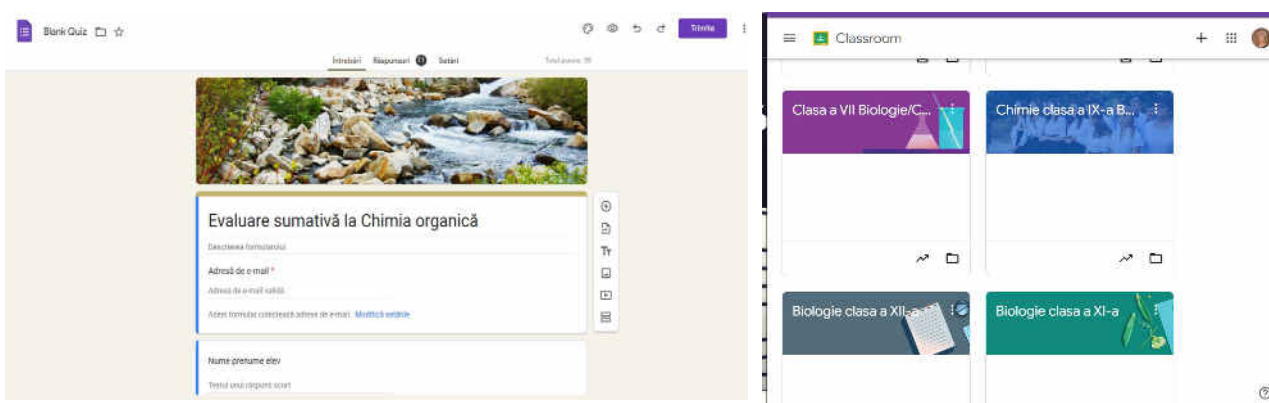 Blank Quiz
Trimite
Întrebări Răspunsuri Setări
Evaluare sumativă la Chimia organică
Descrierea formularului
Adresă de e-mail *
Adresă de e-mail validă
Acest formular colectează adrese de e-mail. Modifică setările
Nume prenume elev
Textul unui răspuns scurt
Classroom
Clasa a VII Biologie/C...
Chimie clasa a IX-a B...
Biologie clasa a XII-a
Biologie clasa a XI-a